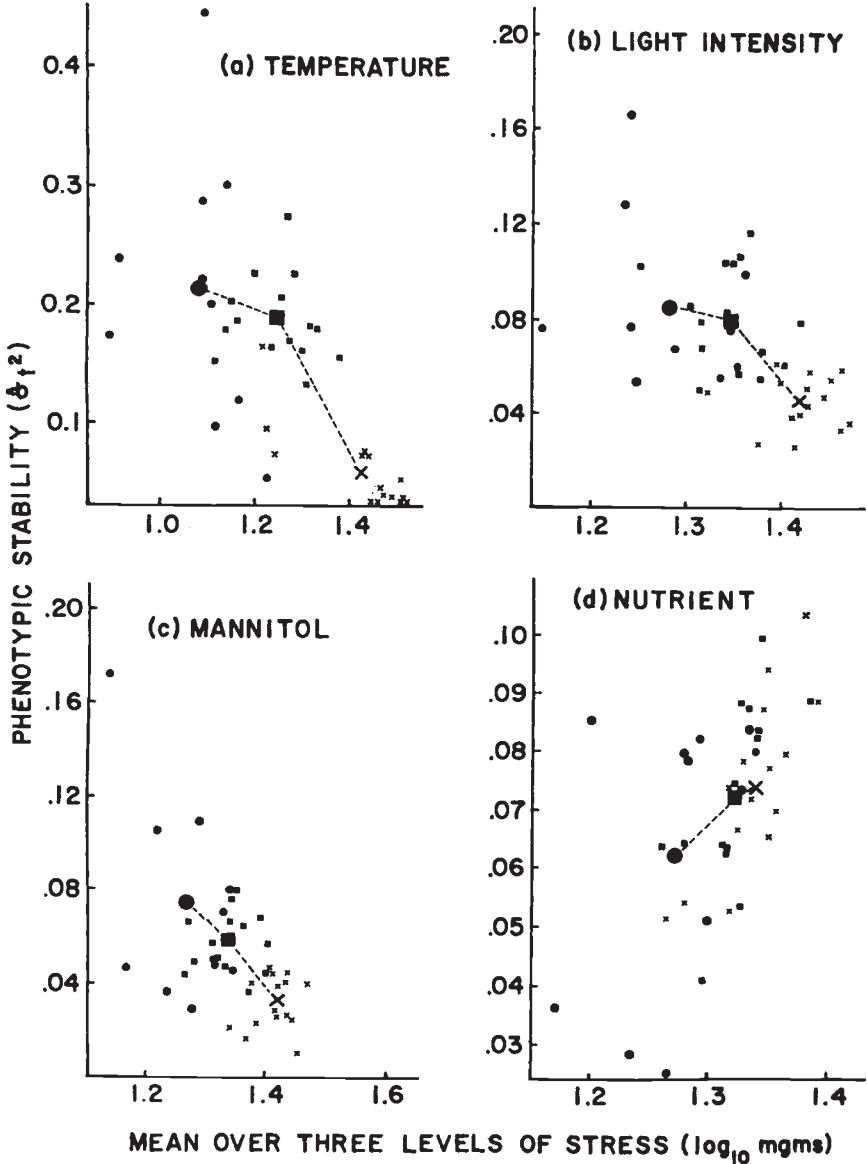 PHENOTYPIC STABILITY (σ̂ₜ²)
(a) TEMPERATURE
0.4
0.3
0.2
0.1
1.0 1.2 1.4
(b) LIGHT INTENSITY
.20
.16
.12
.08
.04
1.2 1.3 1.4
(c) MANNITOL
.20
.16
.12
.08
.04
1.2 1.4 1.6
(d) NUTRIENT
.10
.09
.08
.07
.06
.05
.04
.03
1.2 1.3 1.4
MEAN OVER THREE LEVELS OF STRESS (log₁₀ mgms)